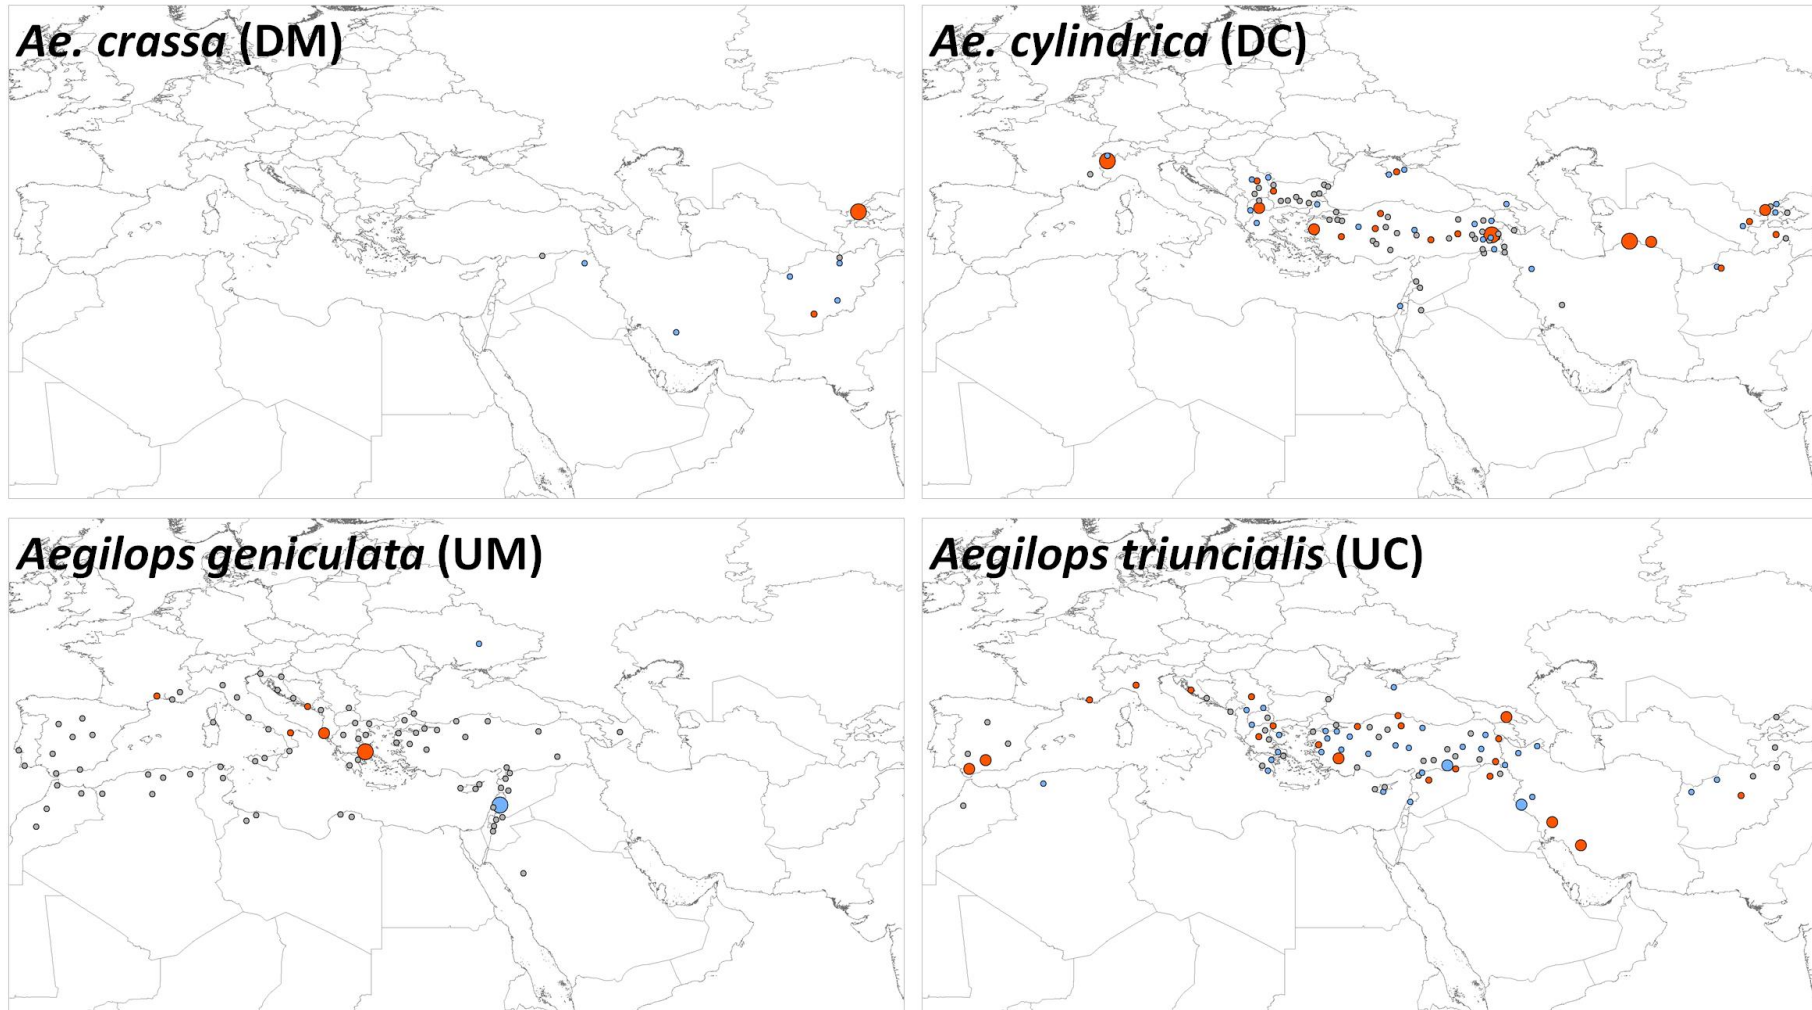 Ae. crassa (DM)
Ae. cylindrica (DC)
Aegilops geniculata (UM)
Aegilops triuncialis (UC)